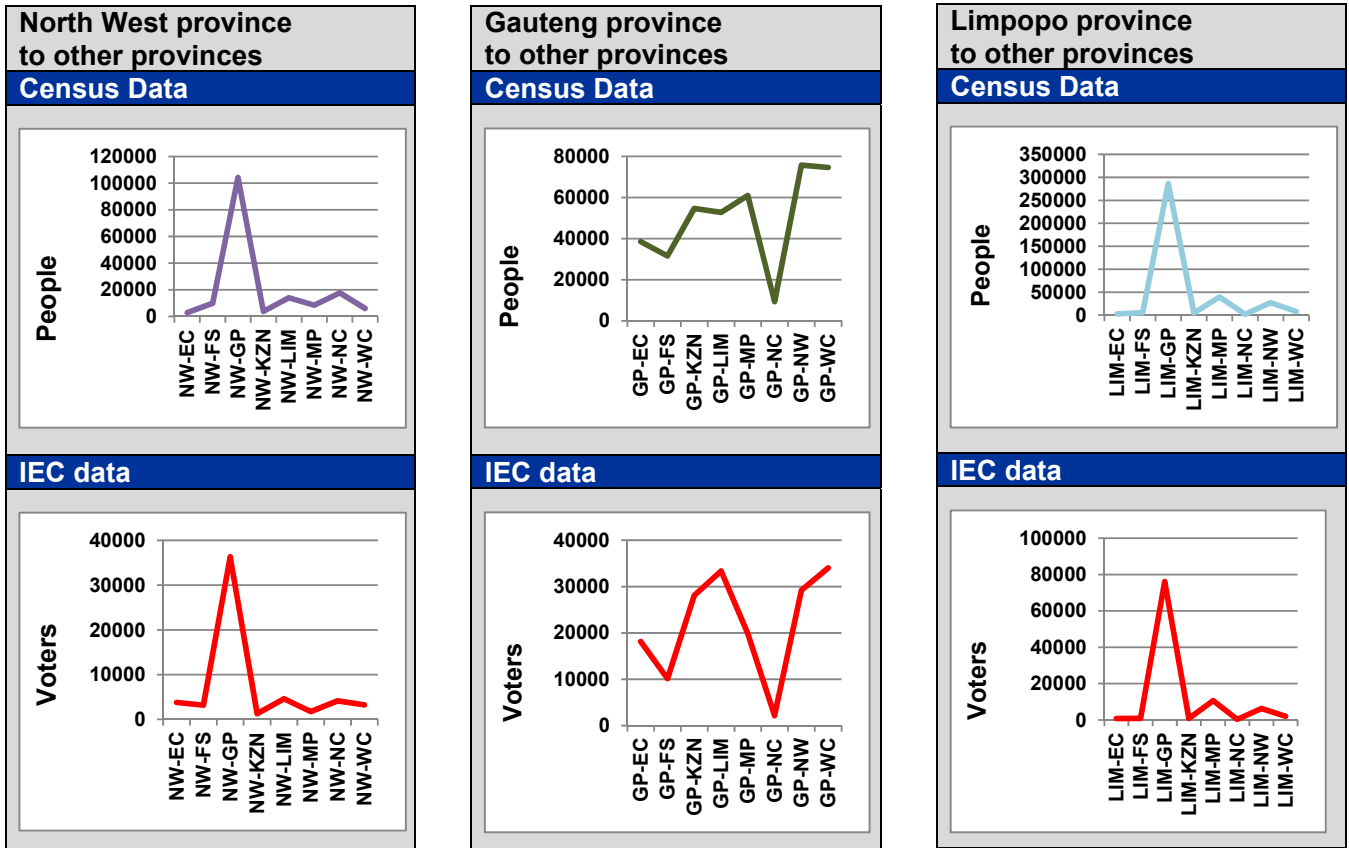 North West province
to other provinces
Census Data
120000
100000
80000
60000
40000
20000
0
People
NW-EC
NW-FS
NW-GP
NW-KZN
NW-LIM
NW-MP
NW-NC
NW-WC
IEC data
40000
30000
20000
10000
0
Voters
NW-EC
NW-FS
NW-GP
NW-KZN
NW-LIM
NW-MP
NW-NC
NW-WC
Gauteng province
to other provinces
Census Data
80000
60000
40000
20000
0
People
GP-EC
GP-FS
GP-KZN
GP-LIM
GP-MP
GP-NC
GP-NW
GP-WC
IEC data
40000
30000
20000
10000
0
Voters
GP-EC
GP-FS
GP-KZN
GP-LIM
GP-MP
GP-NC
GP-NW
GP-WC
Limpopo province
to other provinces
Census Data
350000
300000
250000
200000
150000
100000
50000
0
People
LIM-EC
LIM-FS
LIM-GP
LIM-KZN
LIM-MP
LIM-NC
LIM-NW
LIM-WC
IEC data
100000
80000
60000
40000
20000
0
Voters
LIM-EC
LIM-FS
LIM-GP
LIM-KZN
LIM-MP
LIM-NC
LIM-NW
LIM-WC